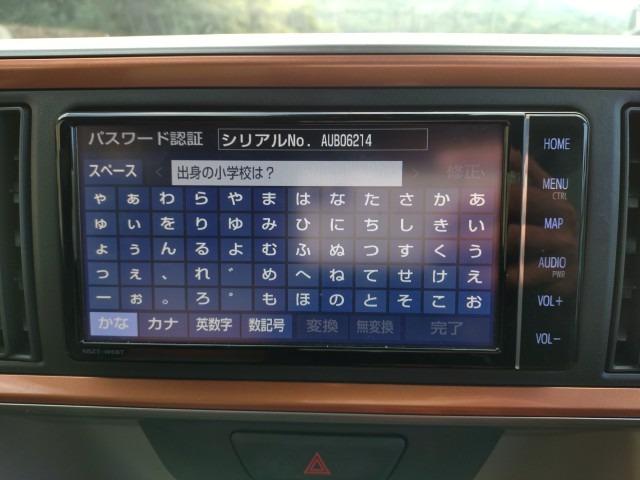 パスワード認証 シリアルNo. AUB06214
スペース < 出身の小学校は？ > 修正
ゃ ぁ わ ら や ま は な た さ か あ
ゅ ぃ を り ゆ み ひ に ち し き い
ょ ぅ ん る よ む ふ ぬ つ す く う
っ ぇ 、 れ ゛ め へ ね て せ け え
ー ぉ 。 ろ ゜ も ほ の と そ こ お
かな カナ 英数字 数記号 変換 無変換 完了
HOME
MENU
CTRL
MAP
AUDIO
PWR
VOL+
VOL-